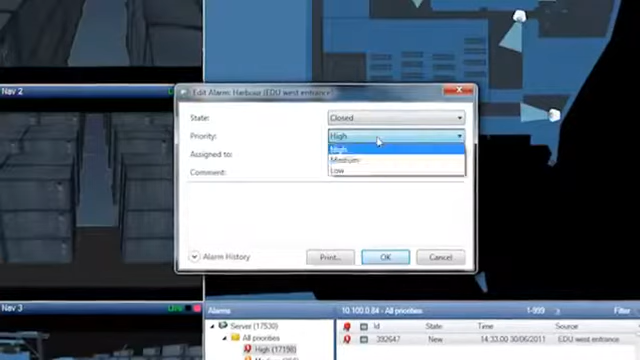 Nav 2
Edit Alarm: Harbour (EDU west entrance
State: Closed
Priority: High
High
Medium
Low
Assigned to:
Comment:
Alarm History
Print...
OK
Cancel
Nav 3
Live
Alarms
10.100.0.84 - All priorities
1-999
Filter
Server (17530)
All priorities
High (17198)
Id State Time Source
392647 New 14:33:00 30/06/2011 EDU west entrance